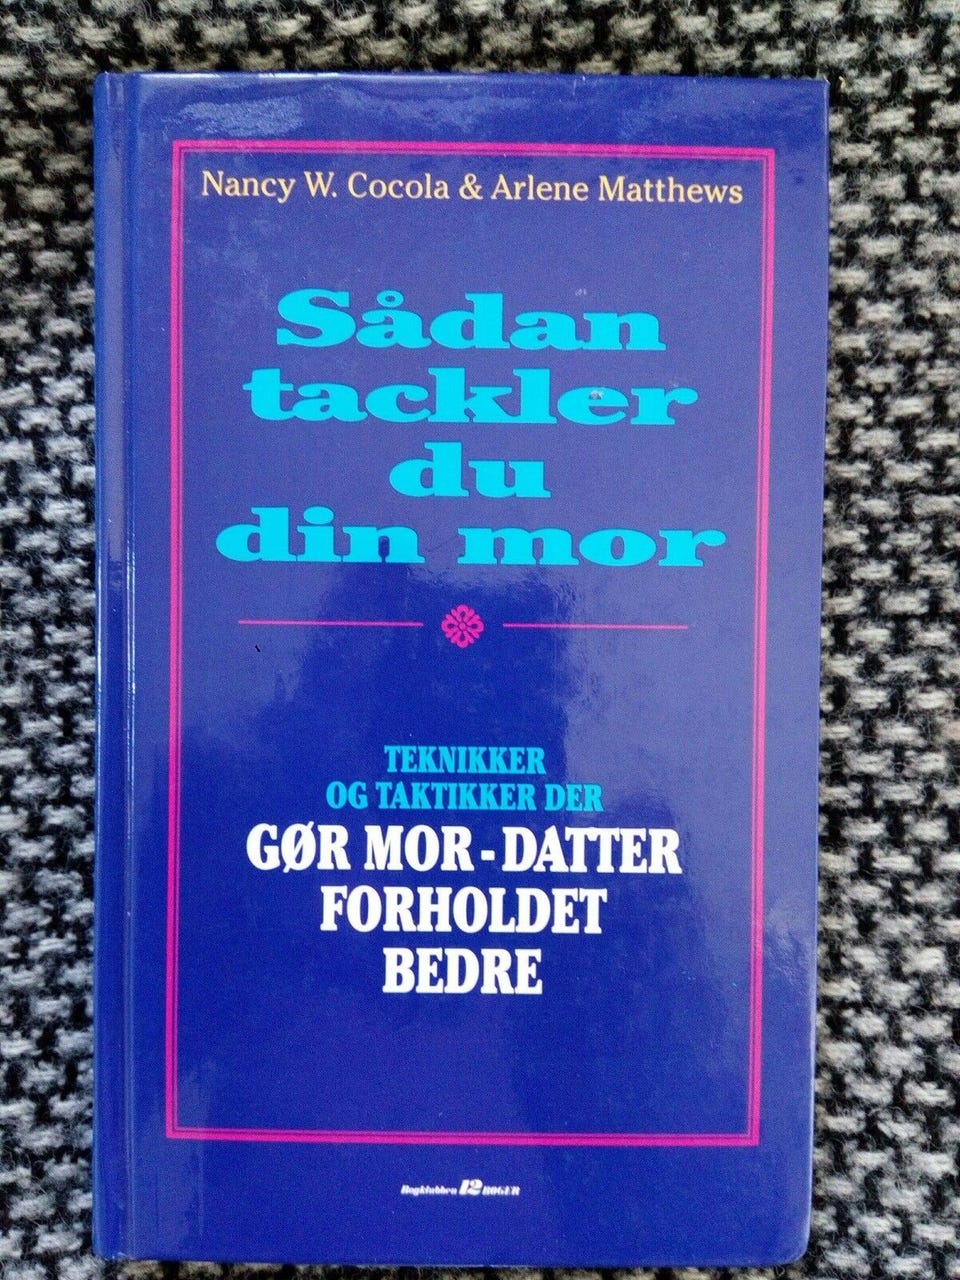 Nancy W. Cocola & Arlene Matthews
Sådan
tackler
du
din mor
TEKNIKKER
OG TAKTIKKER DER
GØR MOR-DATTER
FORHOLDET
BEDRE
Bogklubben 12 BØGER